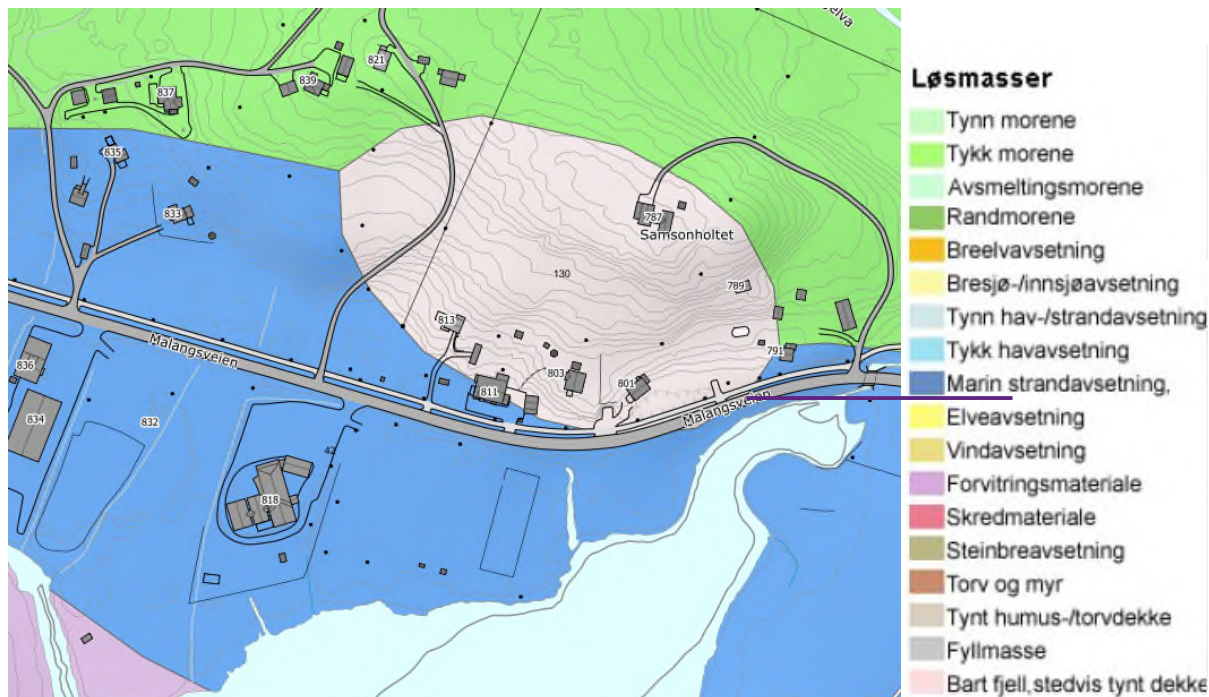 821
839
837
835
833
787
Samsonholtet
130
789
813
791
Malangsveien
836
803
801
811
Malangsveien
834
832
42
818
Løsmasser
Tynn morene
Tykk morene
Avsmeltingsmorene
Randmorene
Breelvavsetning
Bresjø-/innsjøavsetning
Tynn hav-/strandavsetning
Tykk havavsetning
Marin strandavsetning,
Elveavsetning
Vindavsetning
Forvitringsmateriale
Skredmateriale
Steinbreavsetning
Torv og myr
Tynt humus-/torvdekke
Fyllmasse
Bart fjell,stedvis tynt dekke